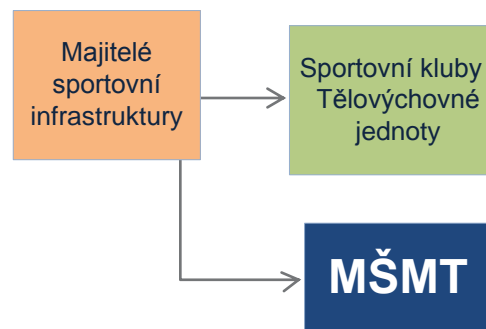 Majitelé
sportovní
infrastruktury
Sportovní kluby
Tělovýchovné
jednoty
MŠMT